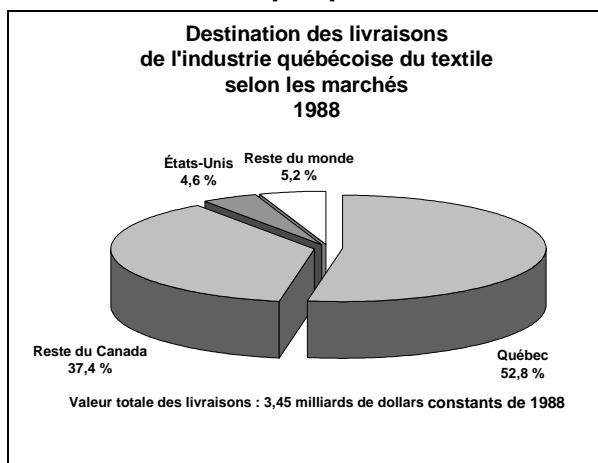 Destination des livraisons
de l'industrie québécoise du textile
selon les marchés
1988
États-Unis
4,6 %
Reste du monde
5,2 %
Reste du Canada
37,4 %
Québec
52,8 %
Valeur totale des livraisons : 3,45 milliards de dollars constants de 1988